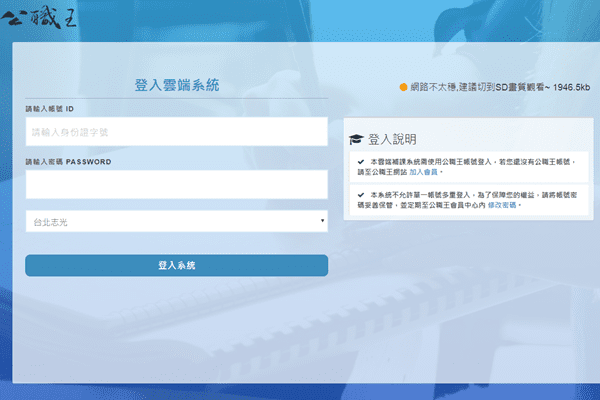 公職王
登入雲端系統
請輸入帳號 ID
請輸入身份證字號
請輸入密碼 PASSWORD
台北志光
登入系統
網路不太穩,建議切到SD畫質觀看~ 1946.5kb
登入說明
本雲端補課系統需使用公職王帳號登入，若您還沒有公職王帳號，
請至公職王網站 加入會員。
本系統不允許單一帳號多重登入、為了保障您的權益，請將帳號密
碼妥善保管，並定期至公職王會員中心內 修改密碼。